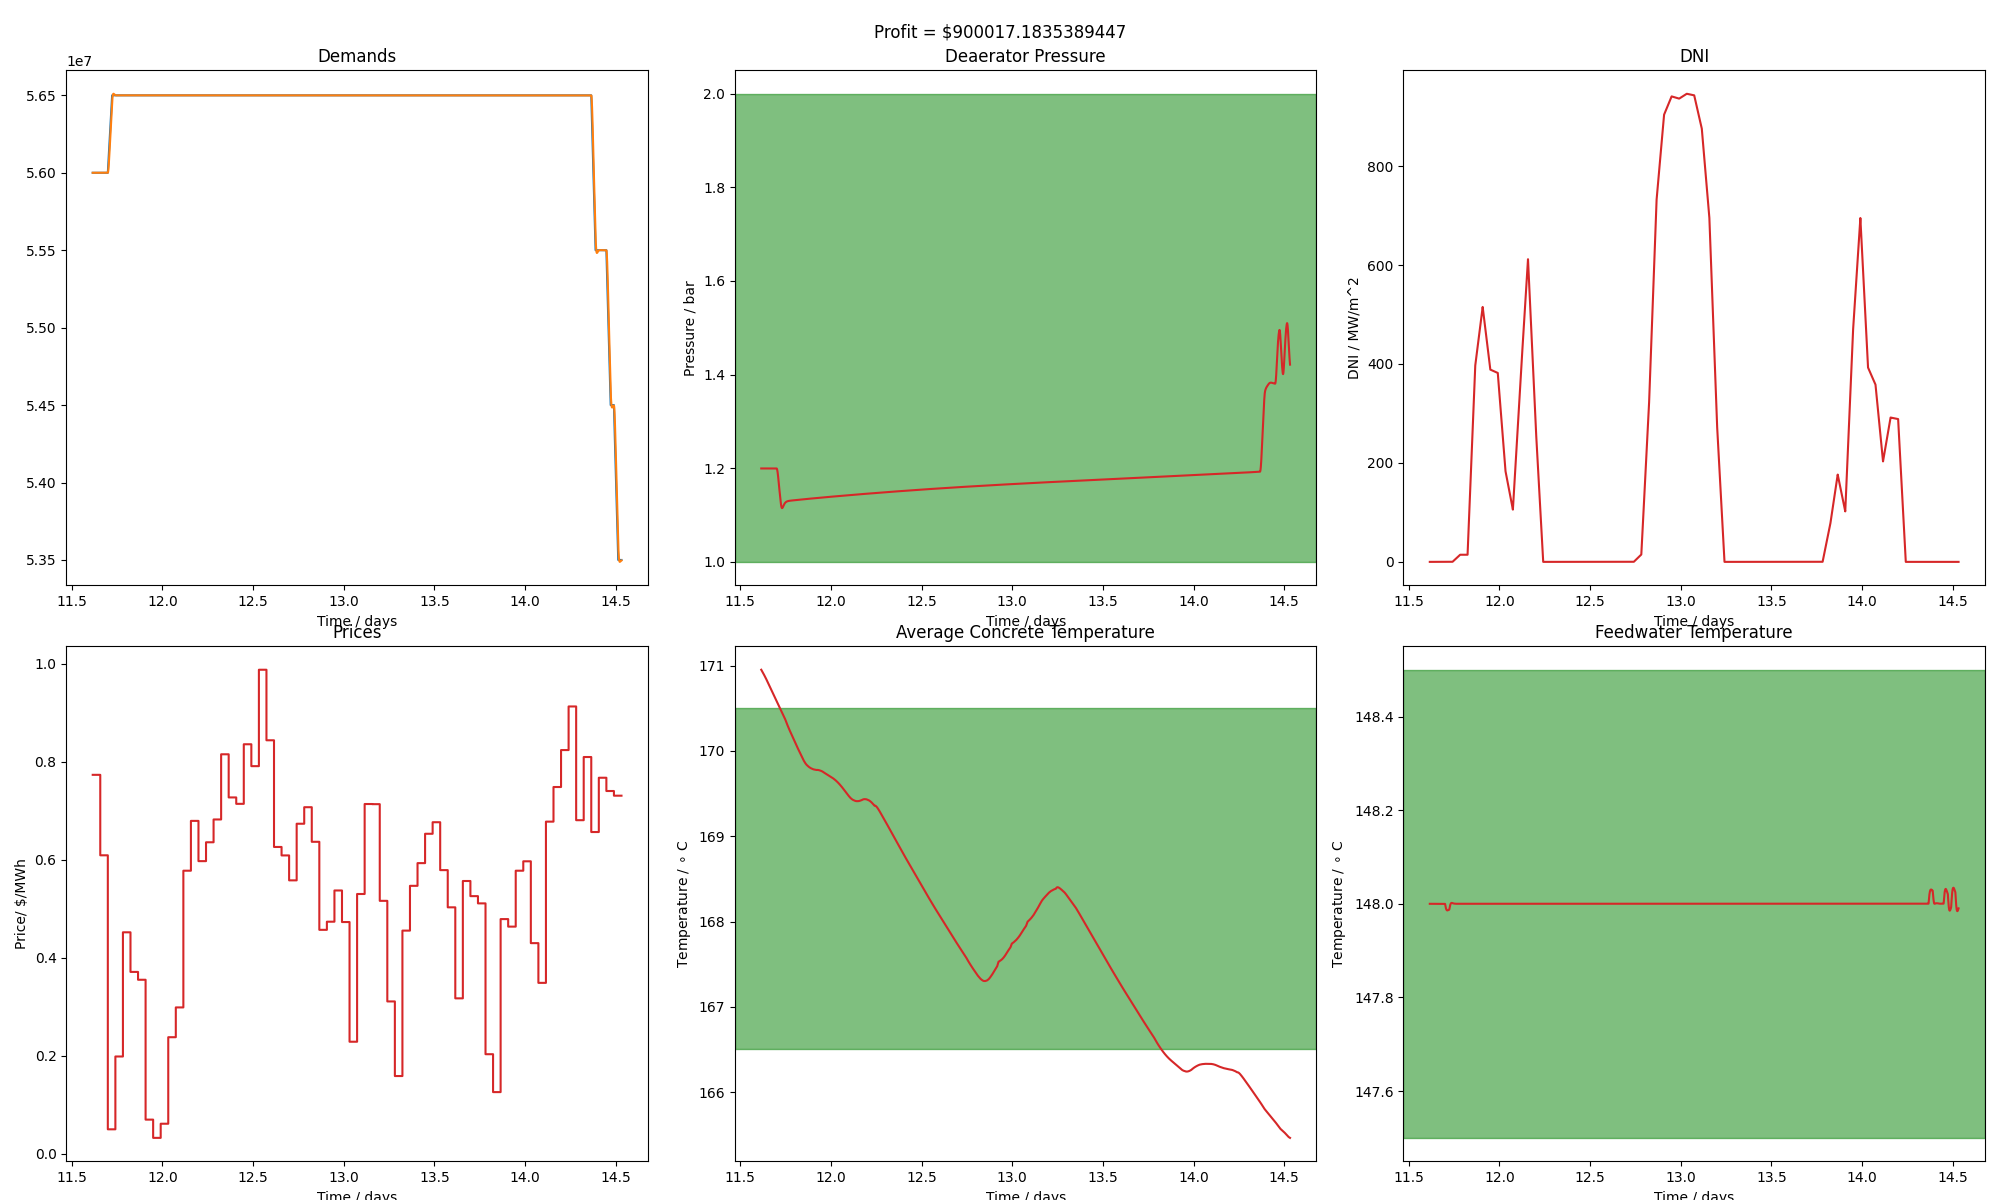 Profit = $900017.1835389447
Demands
1e7
5.65
5.60
5.55
5.50
5.45
5.40
5.35
11.5 12.0 12.5 13.0 13.5 14.0 14.5
Time / days
Deaerator Pressure
Pressure / bar
2.0
1.8
1.6
1.4
1.2
1.0
11.5 12.0 12.5 13.0 13.5 14.0 14.5
Time / days
DNI
DNI / MW/m^2
800
600
400
200
0
11.5 12.0 12.5 13.0 13.5 14.0 14.5
Time / days
Prices
Price/ $/MWh
1.0
0.8
0.6
0.4
0.2
0.0
11.5 12.0 12.5 13.0 13.5 14.0 14.5
Time / days
Average Concrete Temperature
Temperature / ∘ C
171
170
169
168
167
166
11.5 12.0 12.5 13.0 13.5 14.0 14.5
Time / days
Feedwater Temperature
Temperature / ∘ C
148.4
148.2
148.0
147.8
147.6
11.5 12.0 12.5 13.0 13.5 14.0 14.5
Time / days